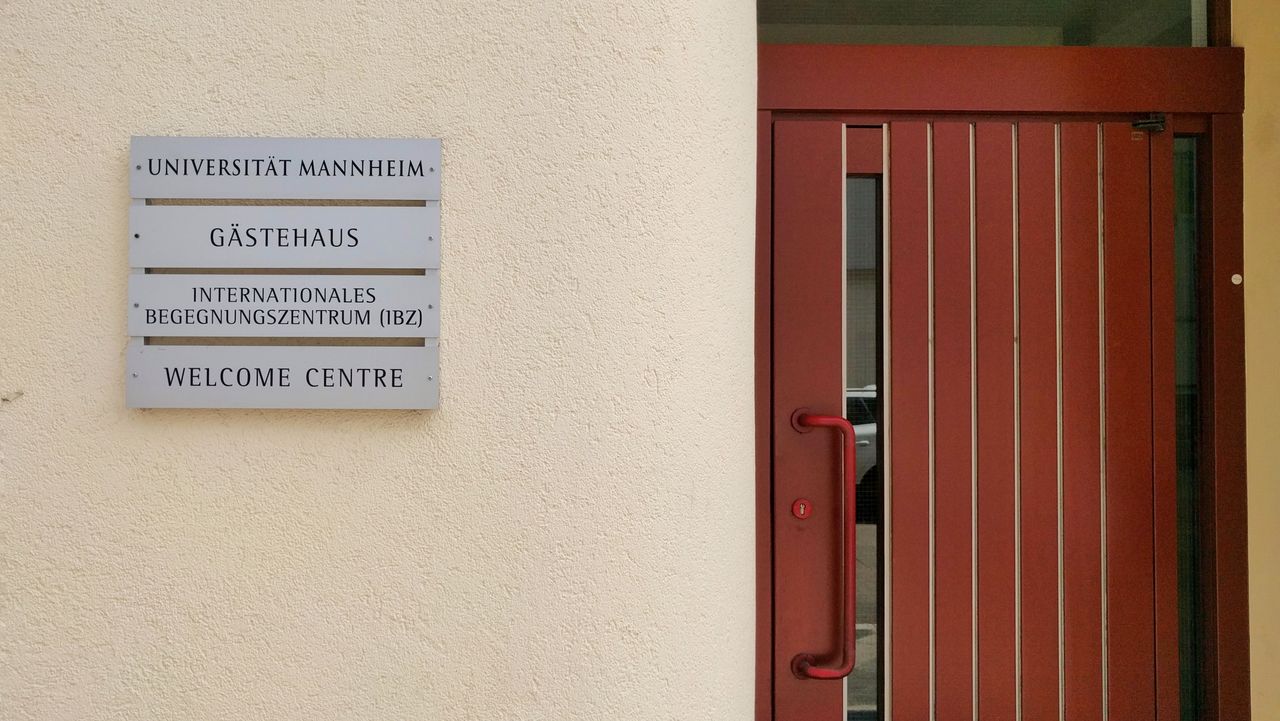 UNIVERSITÄT MANNHEIM
GÄSTEHAUS
INTERNATIONALES
BEGEGNUNGSZENTRUM (IBZ)
WELCOME CENTRE